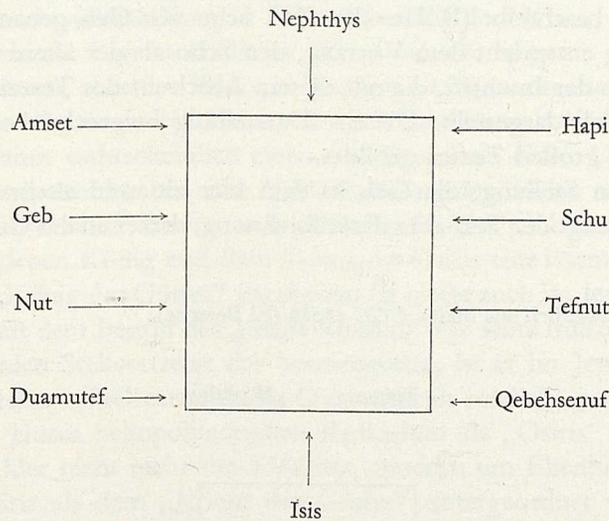 Nephthys
Amset Hapi
Geb Schu
Nut Tefnut
Duamutef Qebehsenuf
Isis